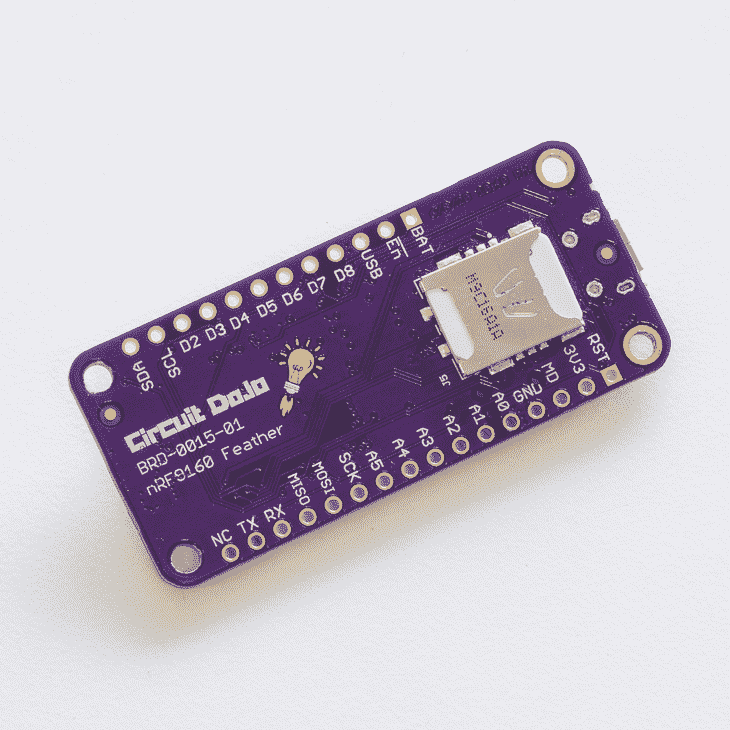 BAT
EN
USB
D8
D7
D6
D5
D4
D3
D2
SCL
SDA
Circuit Dojo
BRD-0015-01
nRF9160 Feather
J5
RST
3V3
MD
GND
A0
A1
A2
A3
A4
A5
SCK
MOSI
MISO
RX
TX
NC